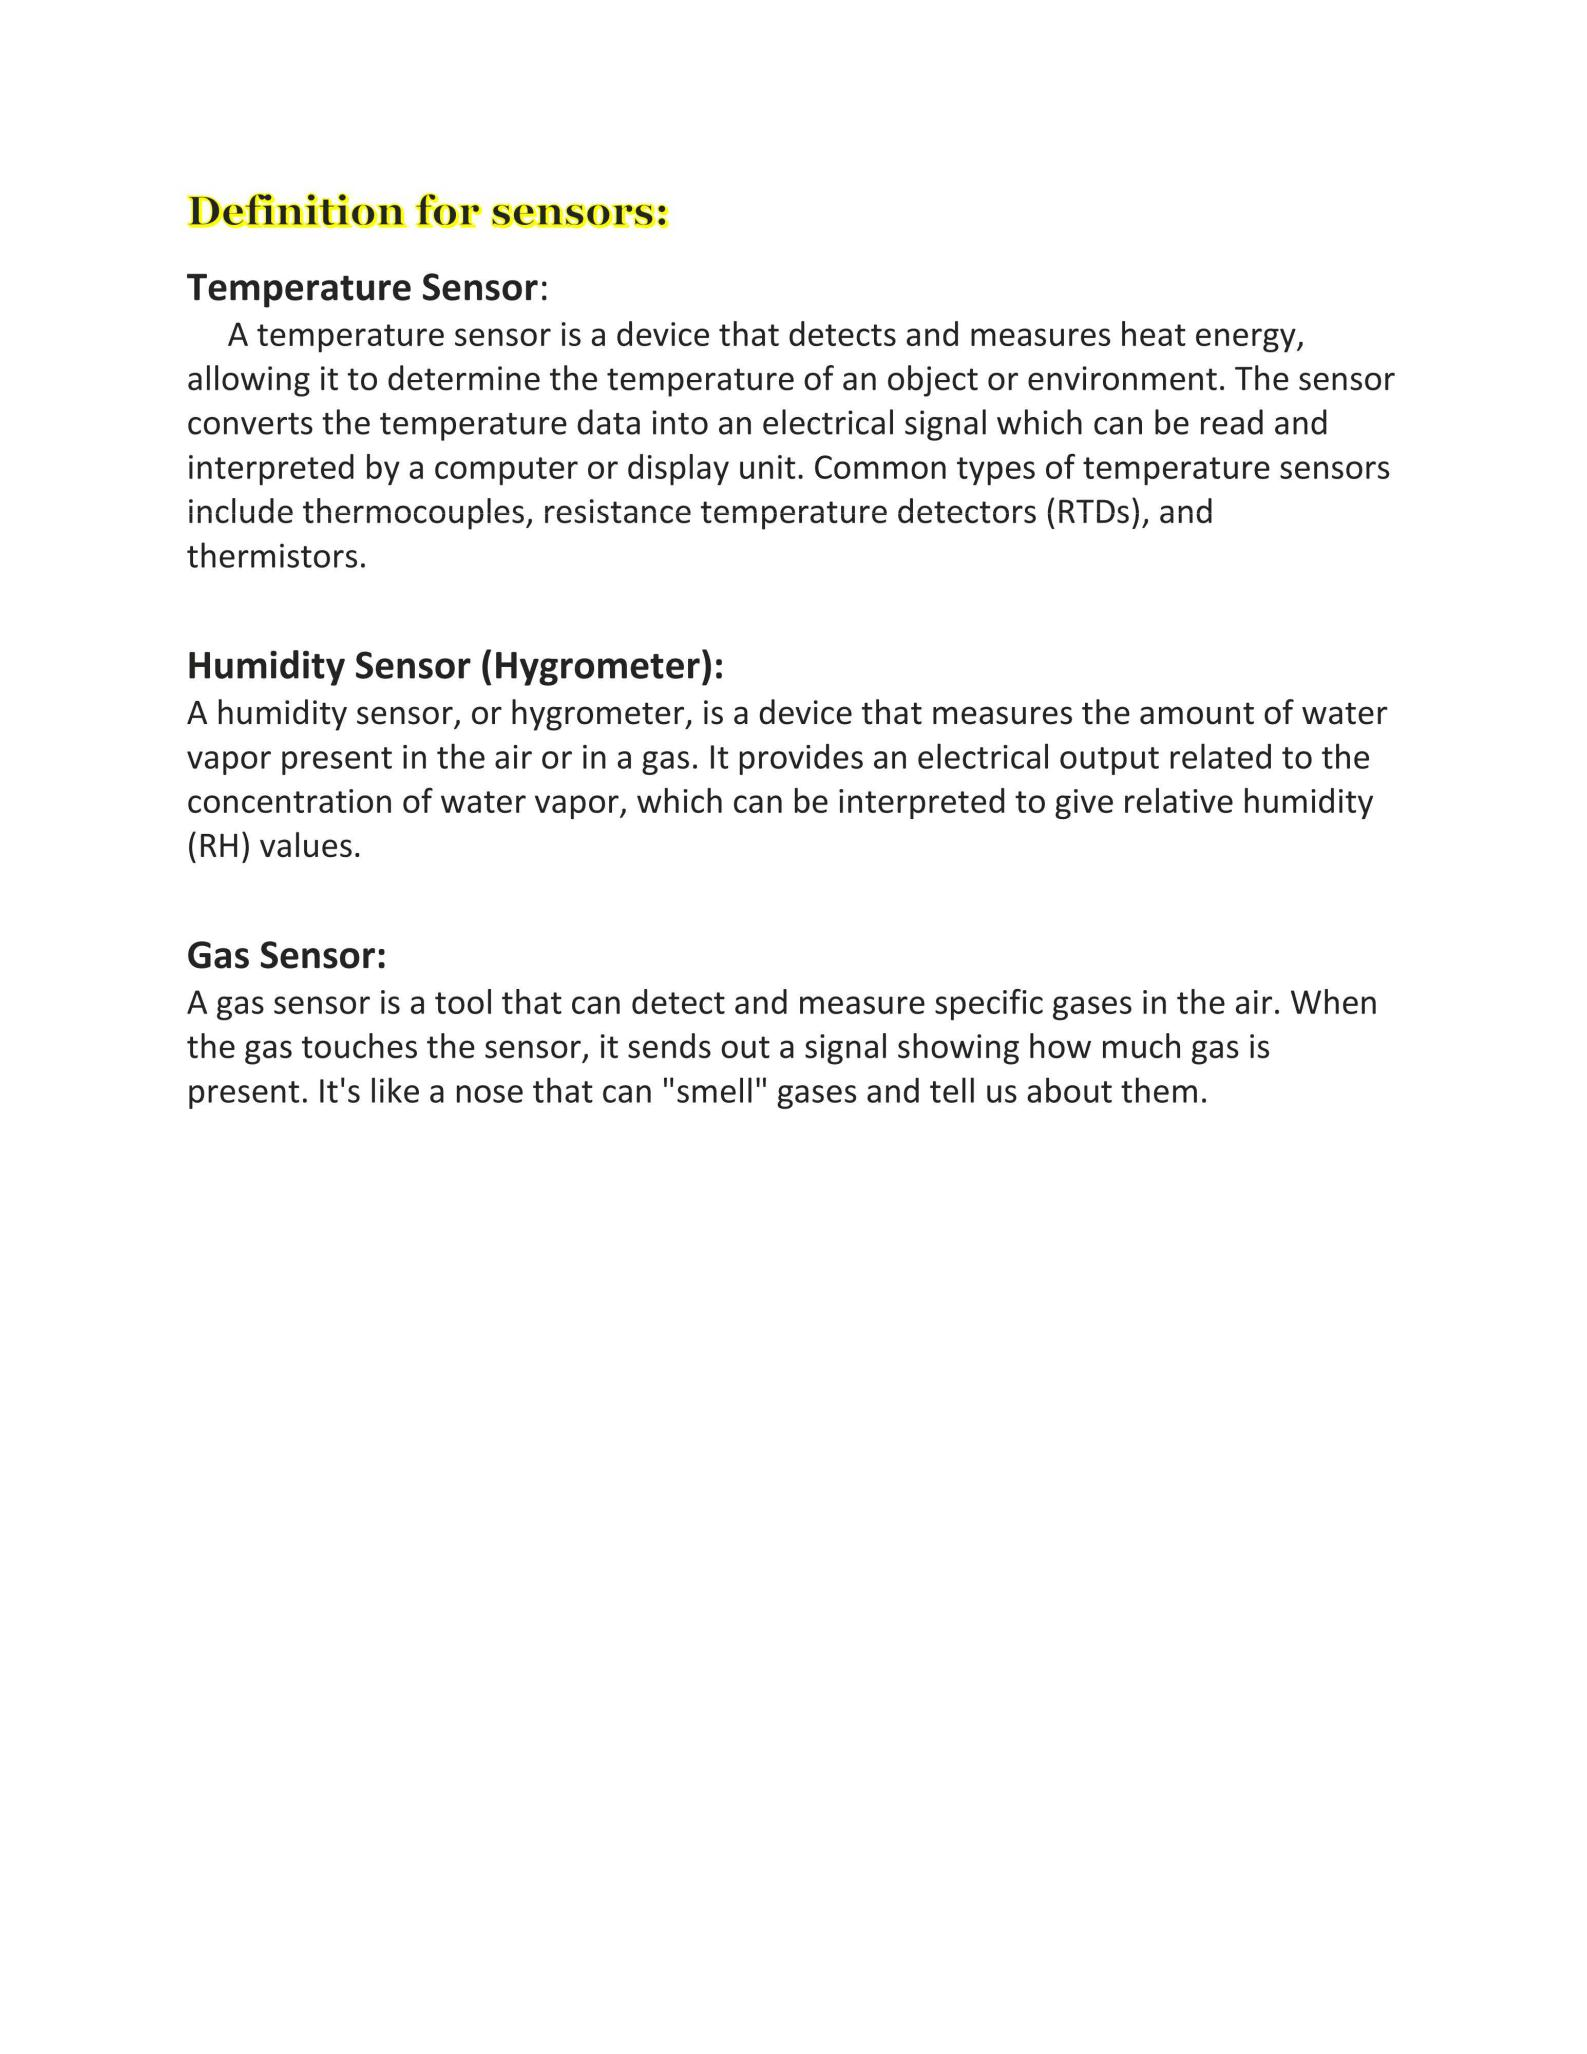 Definition for sensors:
Temperature Sensor:
A temperature sensor is a device that detects and measures heat energy,
allowing it to determine the temperature of an object or environment. The sensor
converts the temperature data into an electrical signal which can be read and
interpreted by a computer or display unit. Common types of temperature sensors
include thermocouples, resistance temperature detectors (RTDs), and
thermistors.
Humidity Sensor (Hygrometer):
A humidity sensor, or hygrometer, is a device that measures the amount of water
vapor present in the air or in a gas. It provides an electrical output related to the
concentration of water vapor, which can be interpreted to give relative humidity
(RH) values.
Gas Sensor:
A gas sensor is a tool that can detect and measure specific gases in the air. When
the gas touches the sensor, it sends out a signal showing how much gas is
present. It's like a nose that can "smell" gases and tell us about them.